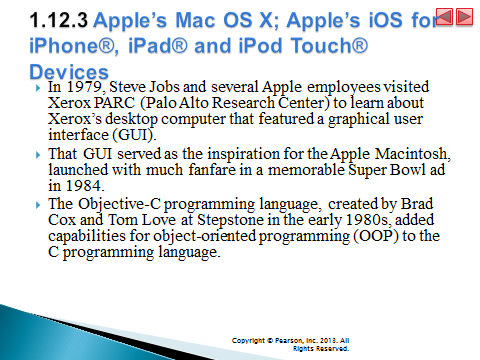 1.12.3 Apple’s Mac OS X; Apple’s iOS for
iPhone®, iPad® and iPod Touch®
Devices
In 1979, Steve Jobs and several Apple employees visited
Xerox PARC (Palo Alto Research Center) to learn about
Xerox’s desktop computer that featured a graphical user
interface (GUI).
That GUI served as the inspiration for the Apple Macintosh,
launched with much fanfare in a memorable Super Bowl ad
in 1984.
The Objective-C programming language, created by Brad
Cox and Tom Love at Stepstone in the early 1980s, added
capabilities for object-oriented programming (OOP) to the
C programming language.
Copyright © Pearson, Inc. 2013. All
Rights Reserved.